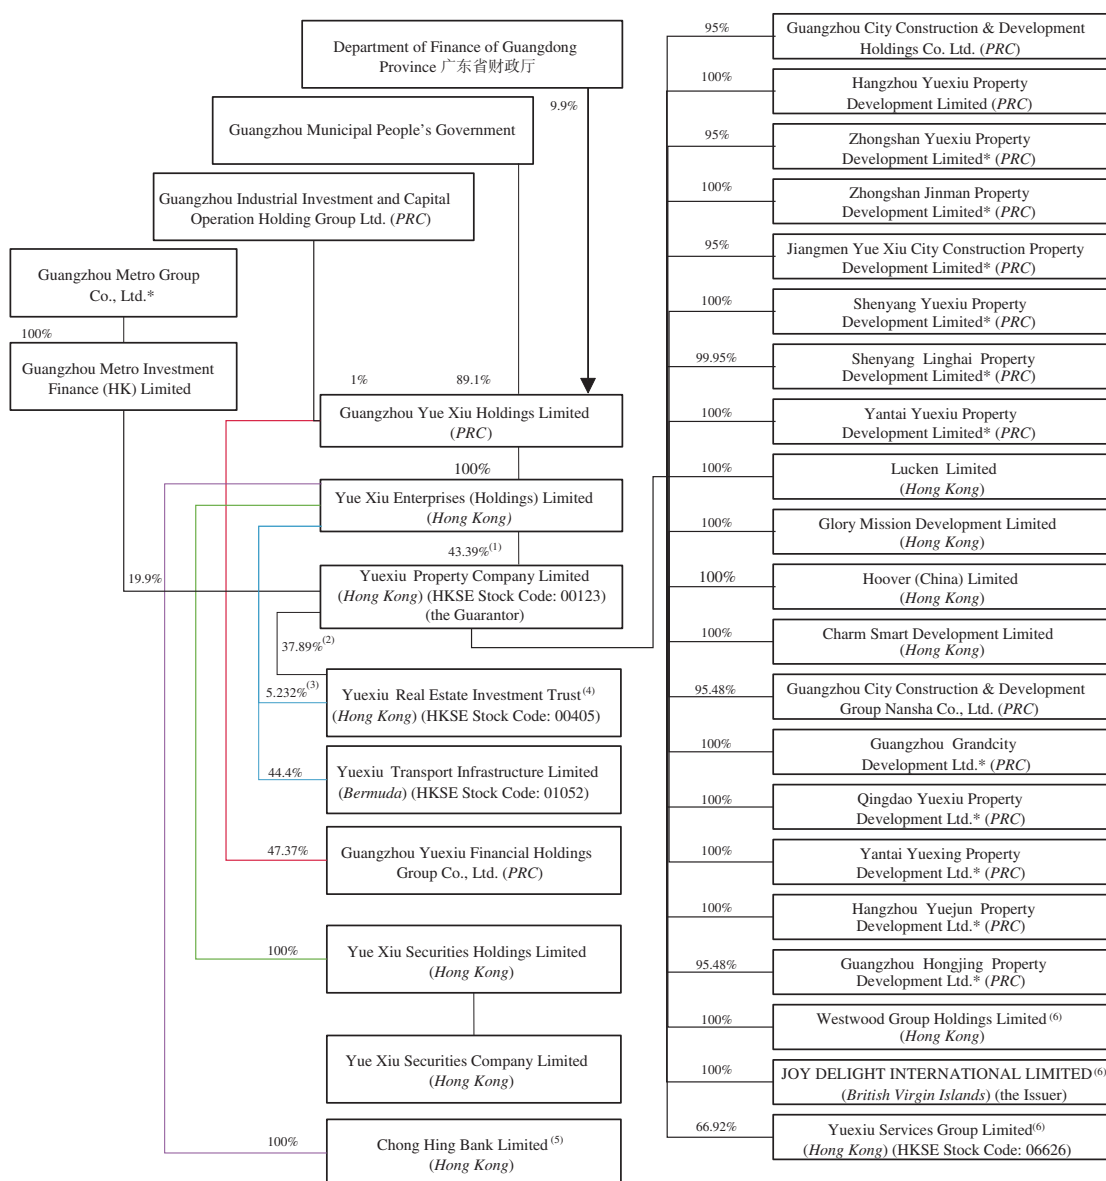 Department of Finance of Guangdong
Province 广东省财政厅
9.9%
Guangzhou Municipal People's Government
Guangzhou Industrial Investment and Capital
Operation Holding Group Ltd. (PRC)
Guangzhou Metro Group
Co., Ltd.*
100%
Guangzhou Metro Investment
Finance (HK) Limited
1%
89.1%
Guangzhou Yue Xiu Holdings Limited
(PRC)
100%
Yue Xiu Enterprises (Holdings) Limited
(Hong Kong)
43.39%(1)
19.9%
Yuexiu Property Company Limited
(Hong Kong) (HKSE Stock Code: 00123)
(the Guarantor)
37.89%(2)
5.232%(3)
Yuexiu Real Estate Investment Trust(4)
(Hong Kong) (HKSE Stock Code: 00405)
44.4%
Yuexiu Transport Infrastructure Limited
(Bermuda) (HKSE Stock Code: 01052)
47.37%
Guangzhou Yuexiu Financial Holdings
Group Co., Ltd. (PRC)
100%
Yue Xiu Securities Holdings Limited
(Hong Kong)
Yue Xiu Securities Company Limited
(Hong Kong)
100%
Chong Hing Bank Limited (5)
(Hong Kong)
95%
Guangzhou City Construction & Development
Holdings Co. Ltd. (PRC)
100%
Hangzhou Yuexiu Property
Development Limited (PRC)
95%
Zhongshan Yuexiu Property
Development Limited* (PRC)
100%
Zhongshan Jinman Property
Development Limited* (PRC)
95%
Jiangmen Yue Xiu City Construction Property
Development Limited* (PRC)
100%
Shenyang Yuexiu Property
Development Limited* (PRC)
99.95%
Shenyang Linghai Property
Development Limited* (PRC)
100%
Yantai Yuexiu Property
Development Limited* (PRC)
100%
Lucken Limited
(Hong Kong)
100%
Glory Mission Development Limited
(Hong Kong)
100%
Hoover (China) Limited
(Hong Kong)
100%
Charm Smart Development Limited
(Hong Kong)
95.48%
Guangzhou City Construction & Development
Group Nansha Co., Ltd. (PRC)
100%
Guangzhou Grandcity
Development Ltd.* (PRC)
100%
Qingdao Yuexiu Property
Development Ltd.* (PRC)
100%
Yantai Yuexing Property
Development Ltd.* (PRC)
100%
Hangzhou Yuejun Property
Development Ltd.* (PRC)
95.48%
Guangzhou Hongjing Property
Development Ltd.* (PRC)
100%
Westwood Group Holdings Limited (6)
(Hong Kong)
100%
JOY DELIGHT INTERNATIONAL LIMITED(6)
(British Virgin Islands) (the Issuer)
66.92%
Yuexiu Services Group Limited(6)
(Hong Kong) (HKSE Stock Code: 06626)